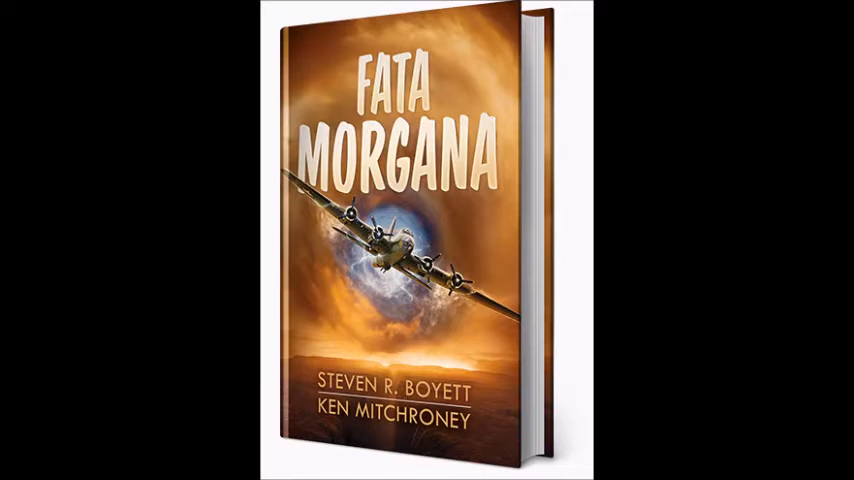 FATA
MORGANA
STEVEN R. BOYETT
KEN MITCHRONEY